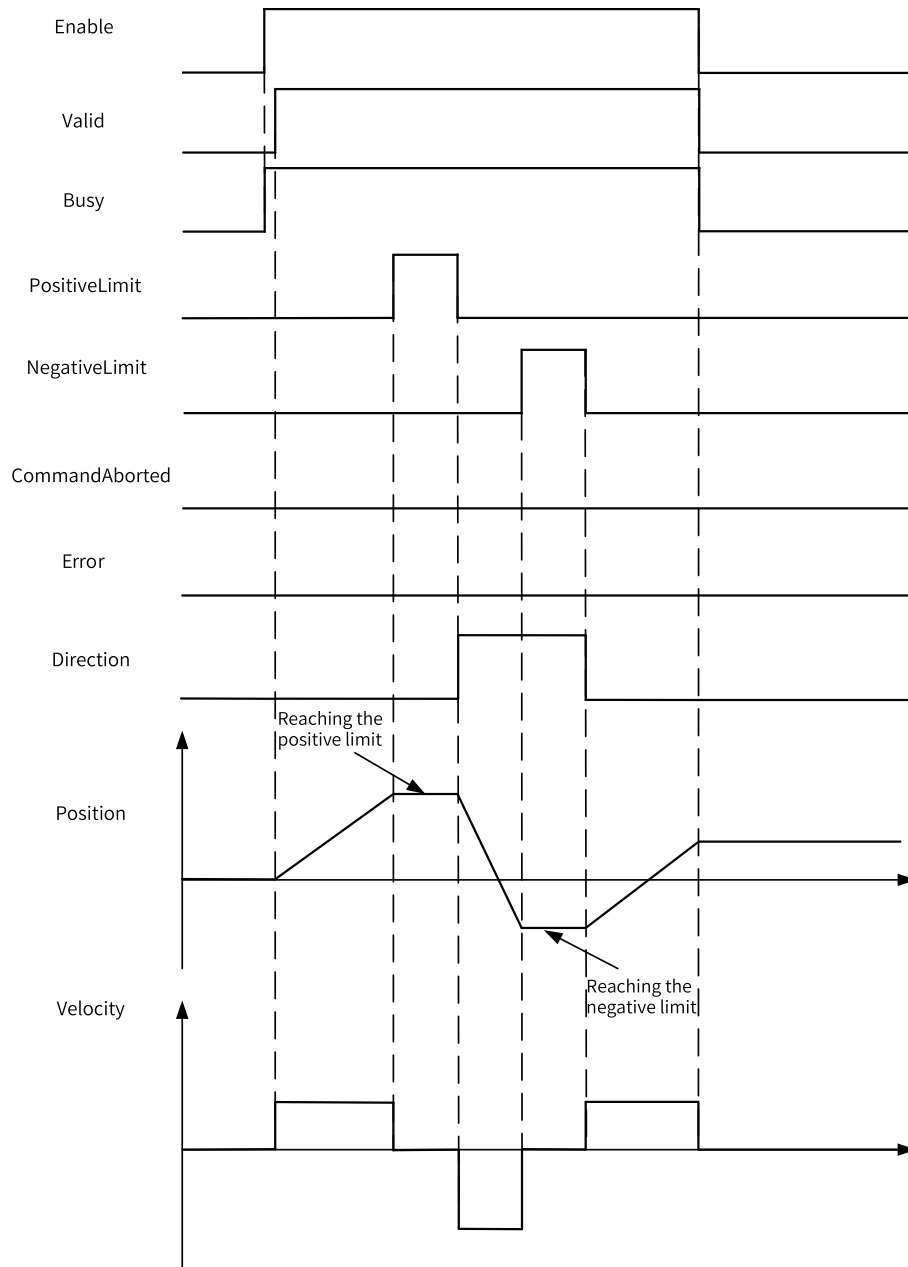 Enable
Valid
Busy
PositiveLimit
NegativeLimit
CommandAborted
Error
Direction
Reaching the
positive limit
Position
Reaching the
negative limit
Velocity